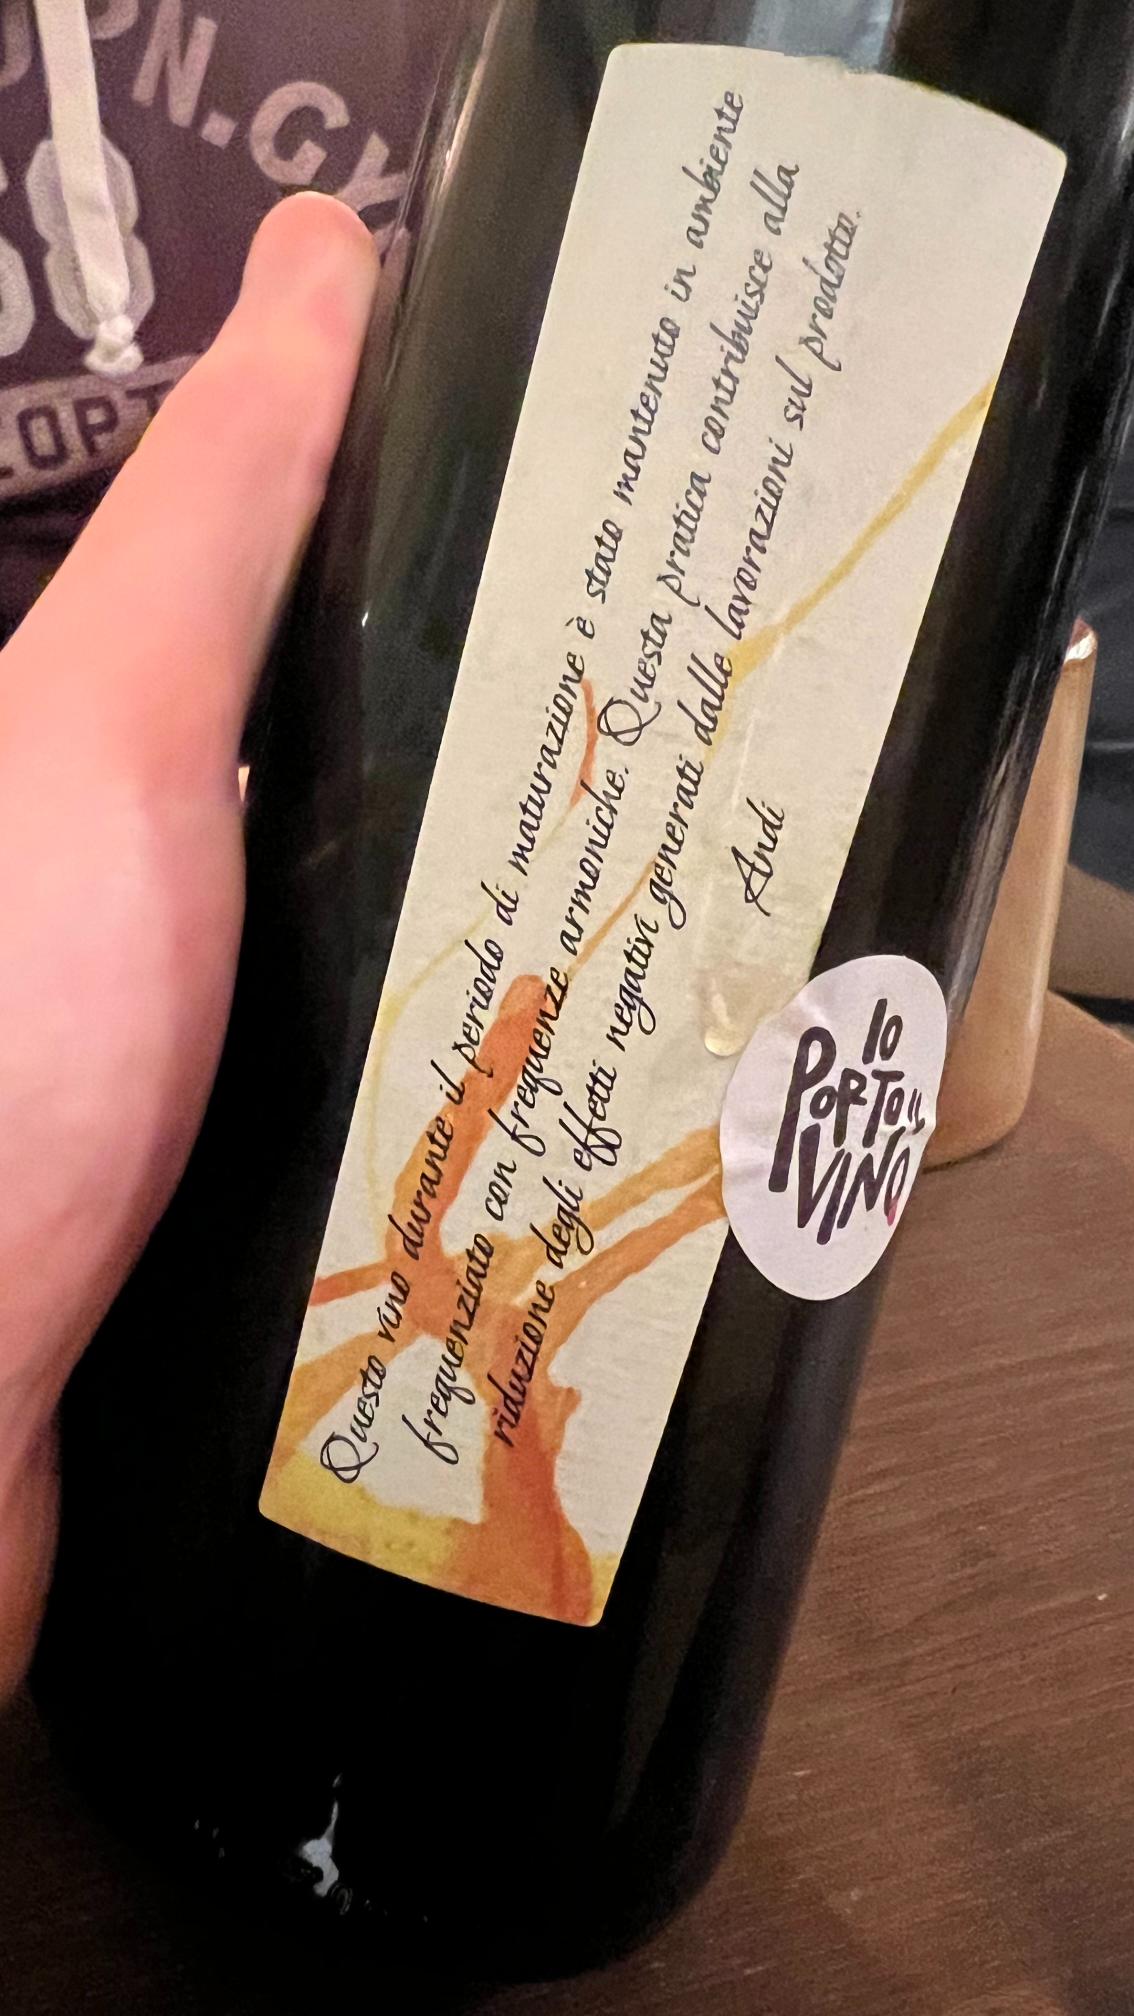 Questo vino durante il periodo di maturazione è stato mantenuto in ambiente
frequenziato con frequenze armoniche. Questa pratica contribuisce alla
riduzione degli effetti negativi generati dalle lavorazioni sul prodotto.
Andi
IO
PORTO IL
VINO